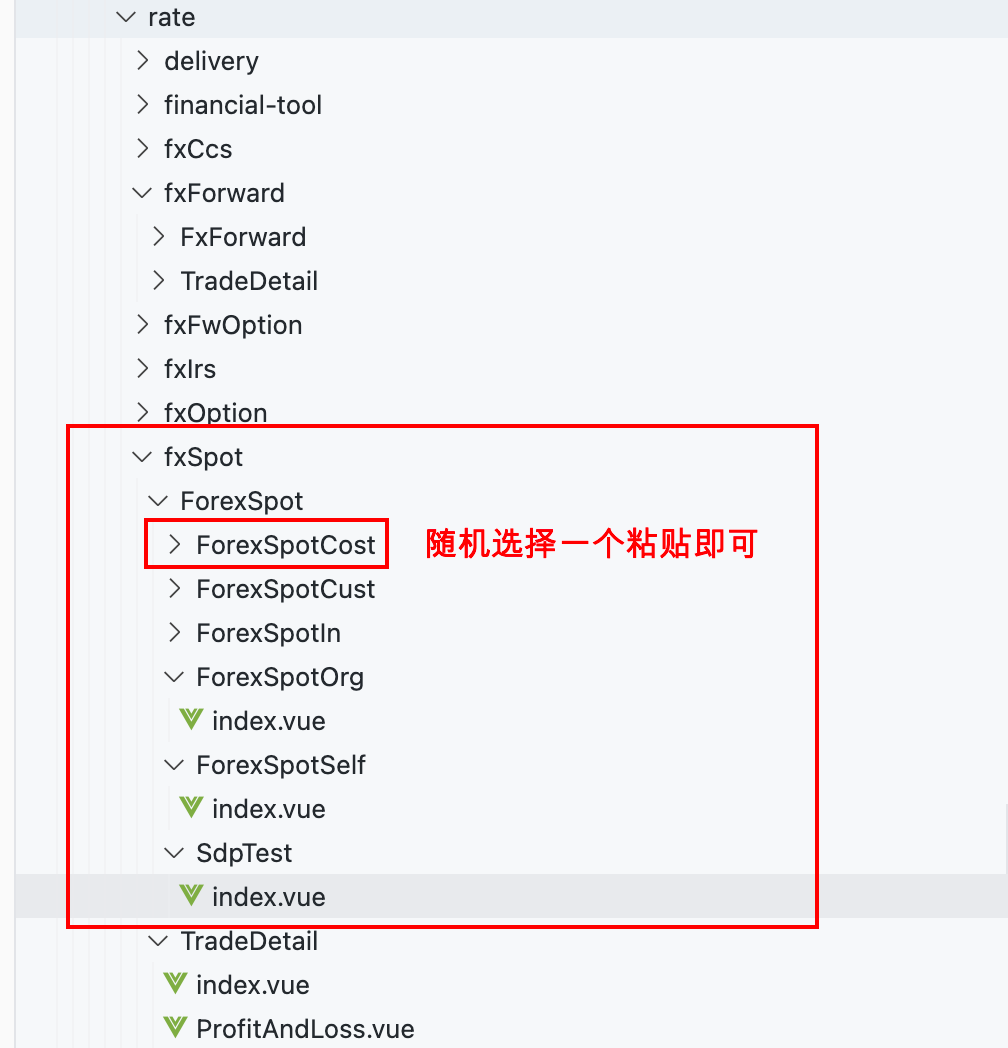 rate
delivery
financial-tool
fxCcs
fxForward
FxForward
TradeDetail
fxFwOption
fxIrs
fxOption
fxSpot
ForexSpot
ForexSpotCost 随机选择一个粘贴即可
ForexSpotCust
ForexSpotIn
ForexSpotOrg
index.vue
ForexSpotSelf
index.vue
SdpTest
index.vue
TradeDetail
index.vue
ProfitAndLoss.vue